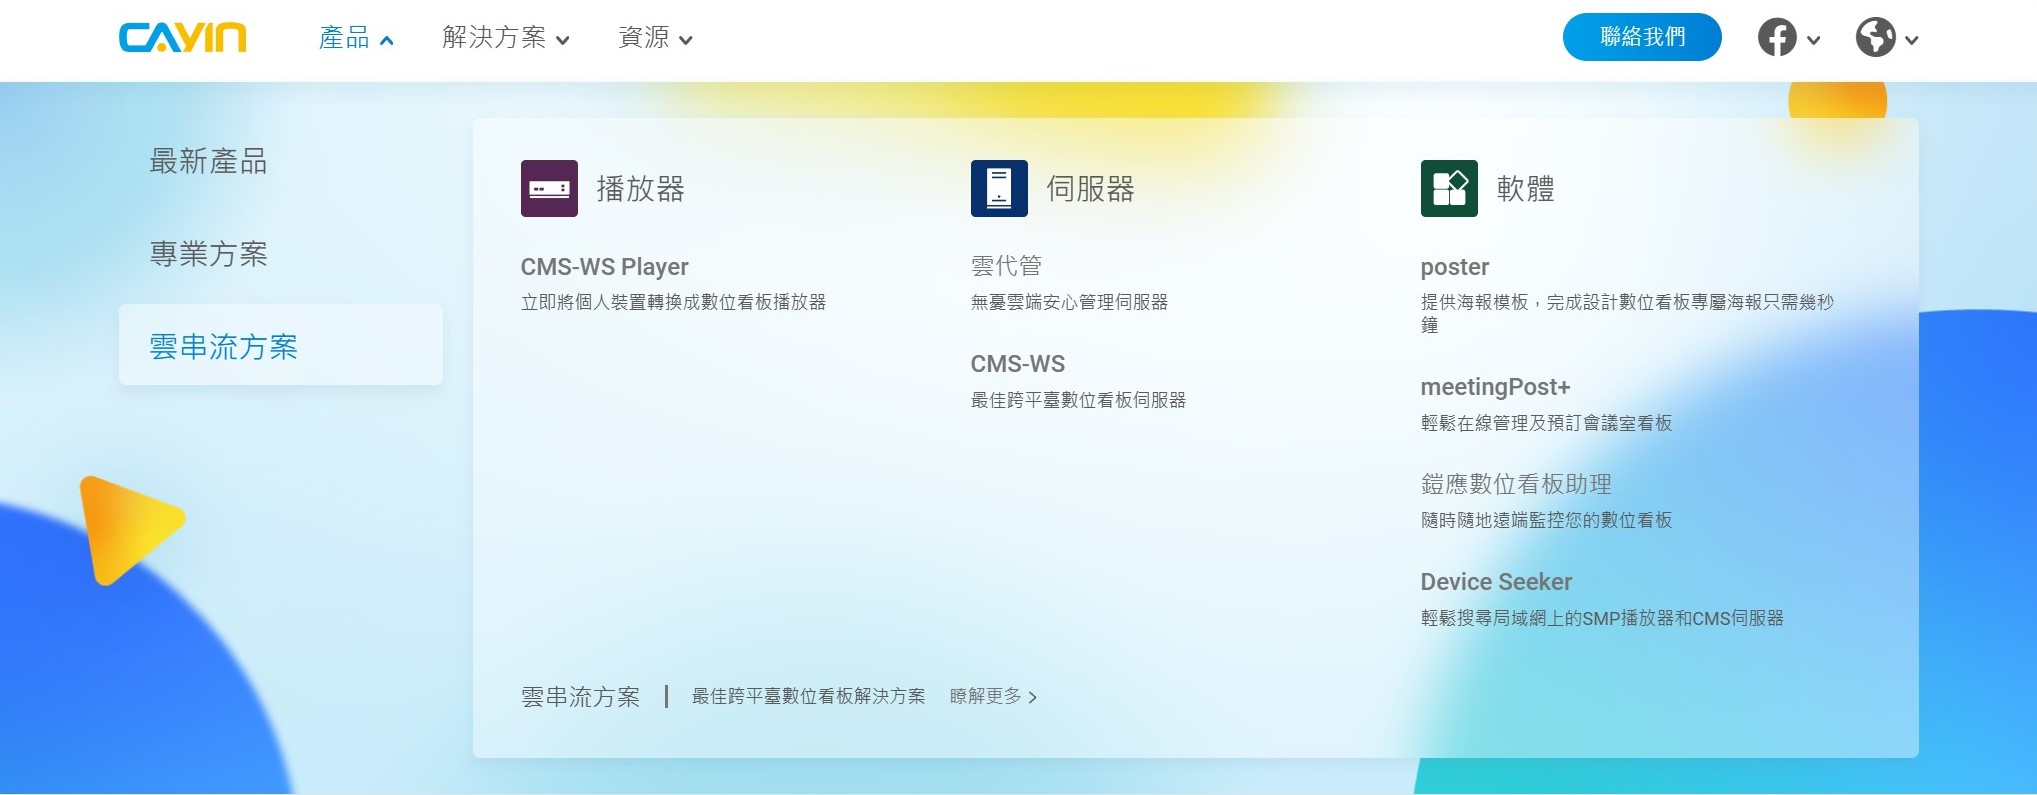 CAYIN
產品
解決方案
資源
聯絡我們
最新產品
專業方案
雲串流方案
播放器
CMS-WS Player
立即將個人裝置轉換成數位看板播放器
伺服器
雲代管
無憂雲端安心管理伺服器
CMS-WS
最佳跨平臺數位看板伺服器
軟體
poster
提供海報模板，完成設計數位看板專屬海報只需幾秒
鐘
meetingPost+
輕鬆在線管理及預訂會議室看板
鎧應數位看板助理
隨時隨地遠端監控您的數位看板
Device Seeker
輕鬆搜尋局域網上的SMP播放器和CMS伺服器
雲串流方案 | 最佳跨平臺數位看板解決方案 瞭解更多 >